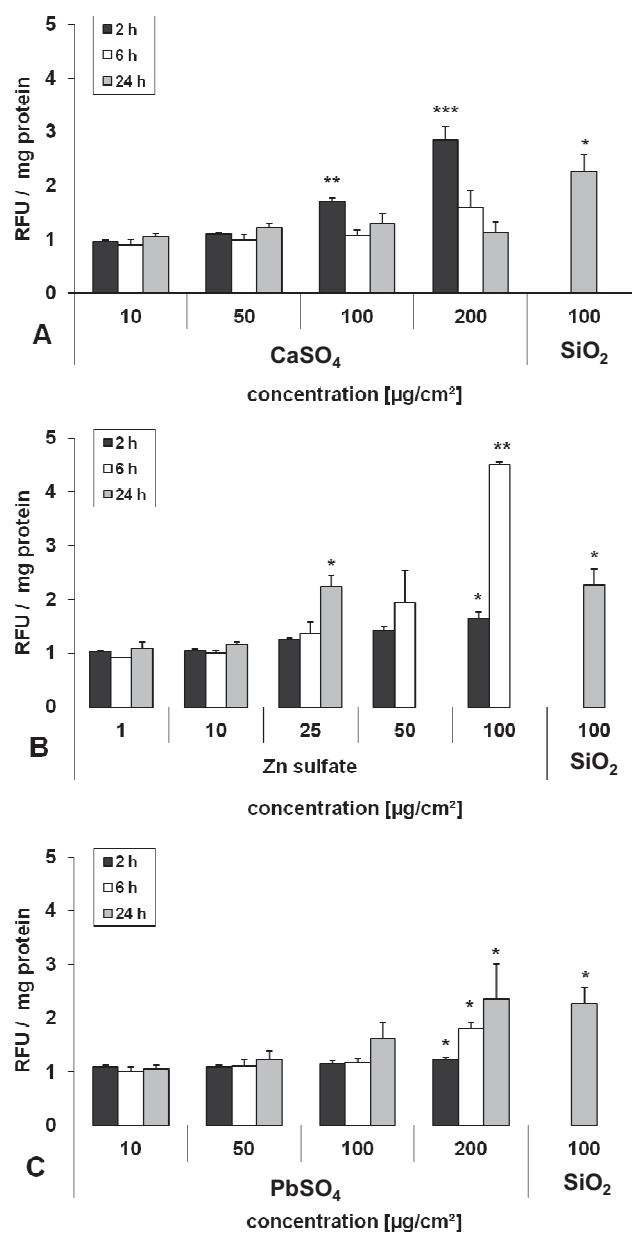 5
2 h
6 h
4
24 h
***
3
*
**
2
1
0
RFU / mg protein
10 50 100 200 100
A
CaSO₄ SiO₂
concentration [µg/cm²]
5
2 h
**
6 h
4
24 h
3
*
*
2
*
1
0
RFU / mg protein
1 10 25 50 100 100
B
Zn sulfate SiO₂
concentration [µg/cm²]
5
2 h
6 h
4
24 h
3
*
*
*
2
*
1
0
RFU / mg protein
10 50 100 200 100
C
PbSO₄ SiO₂
concentration [µg/cm²]